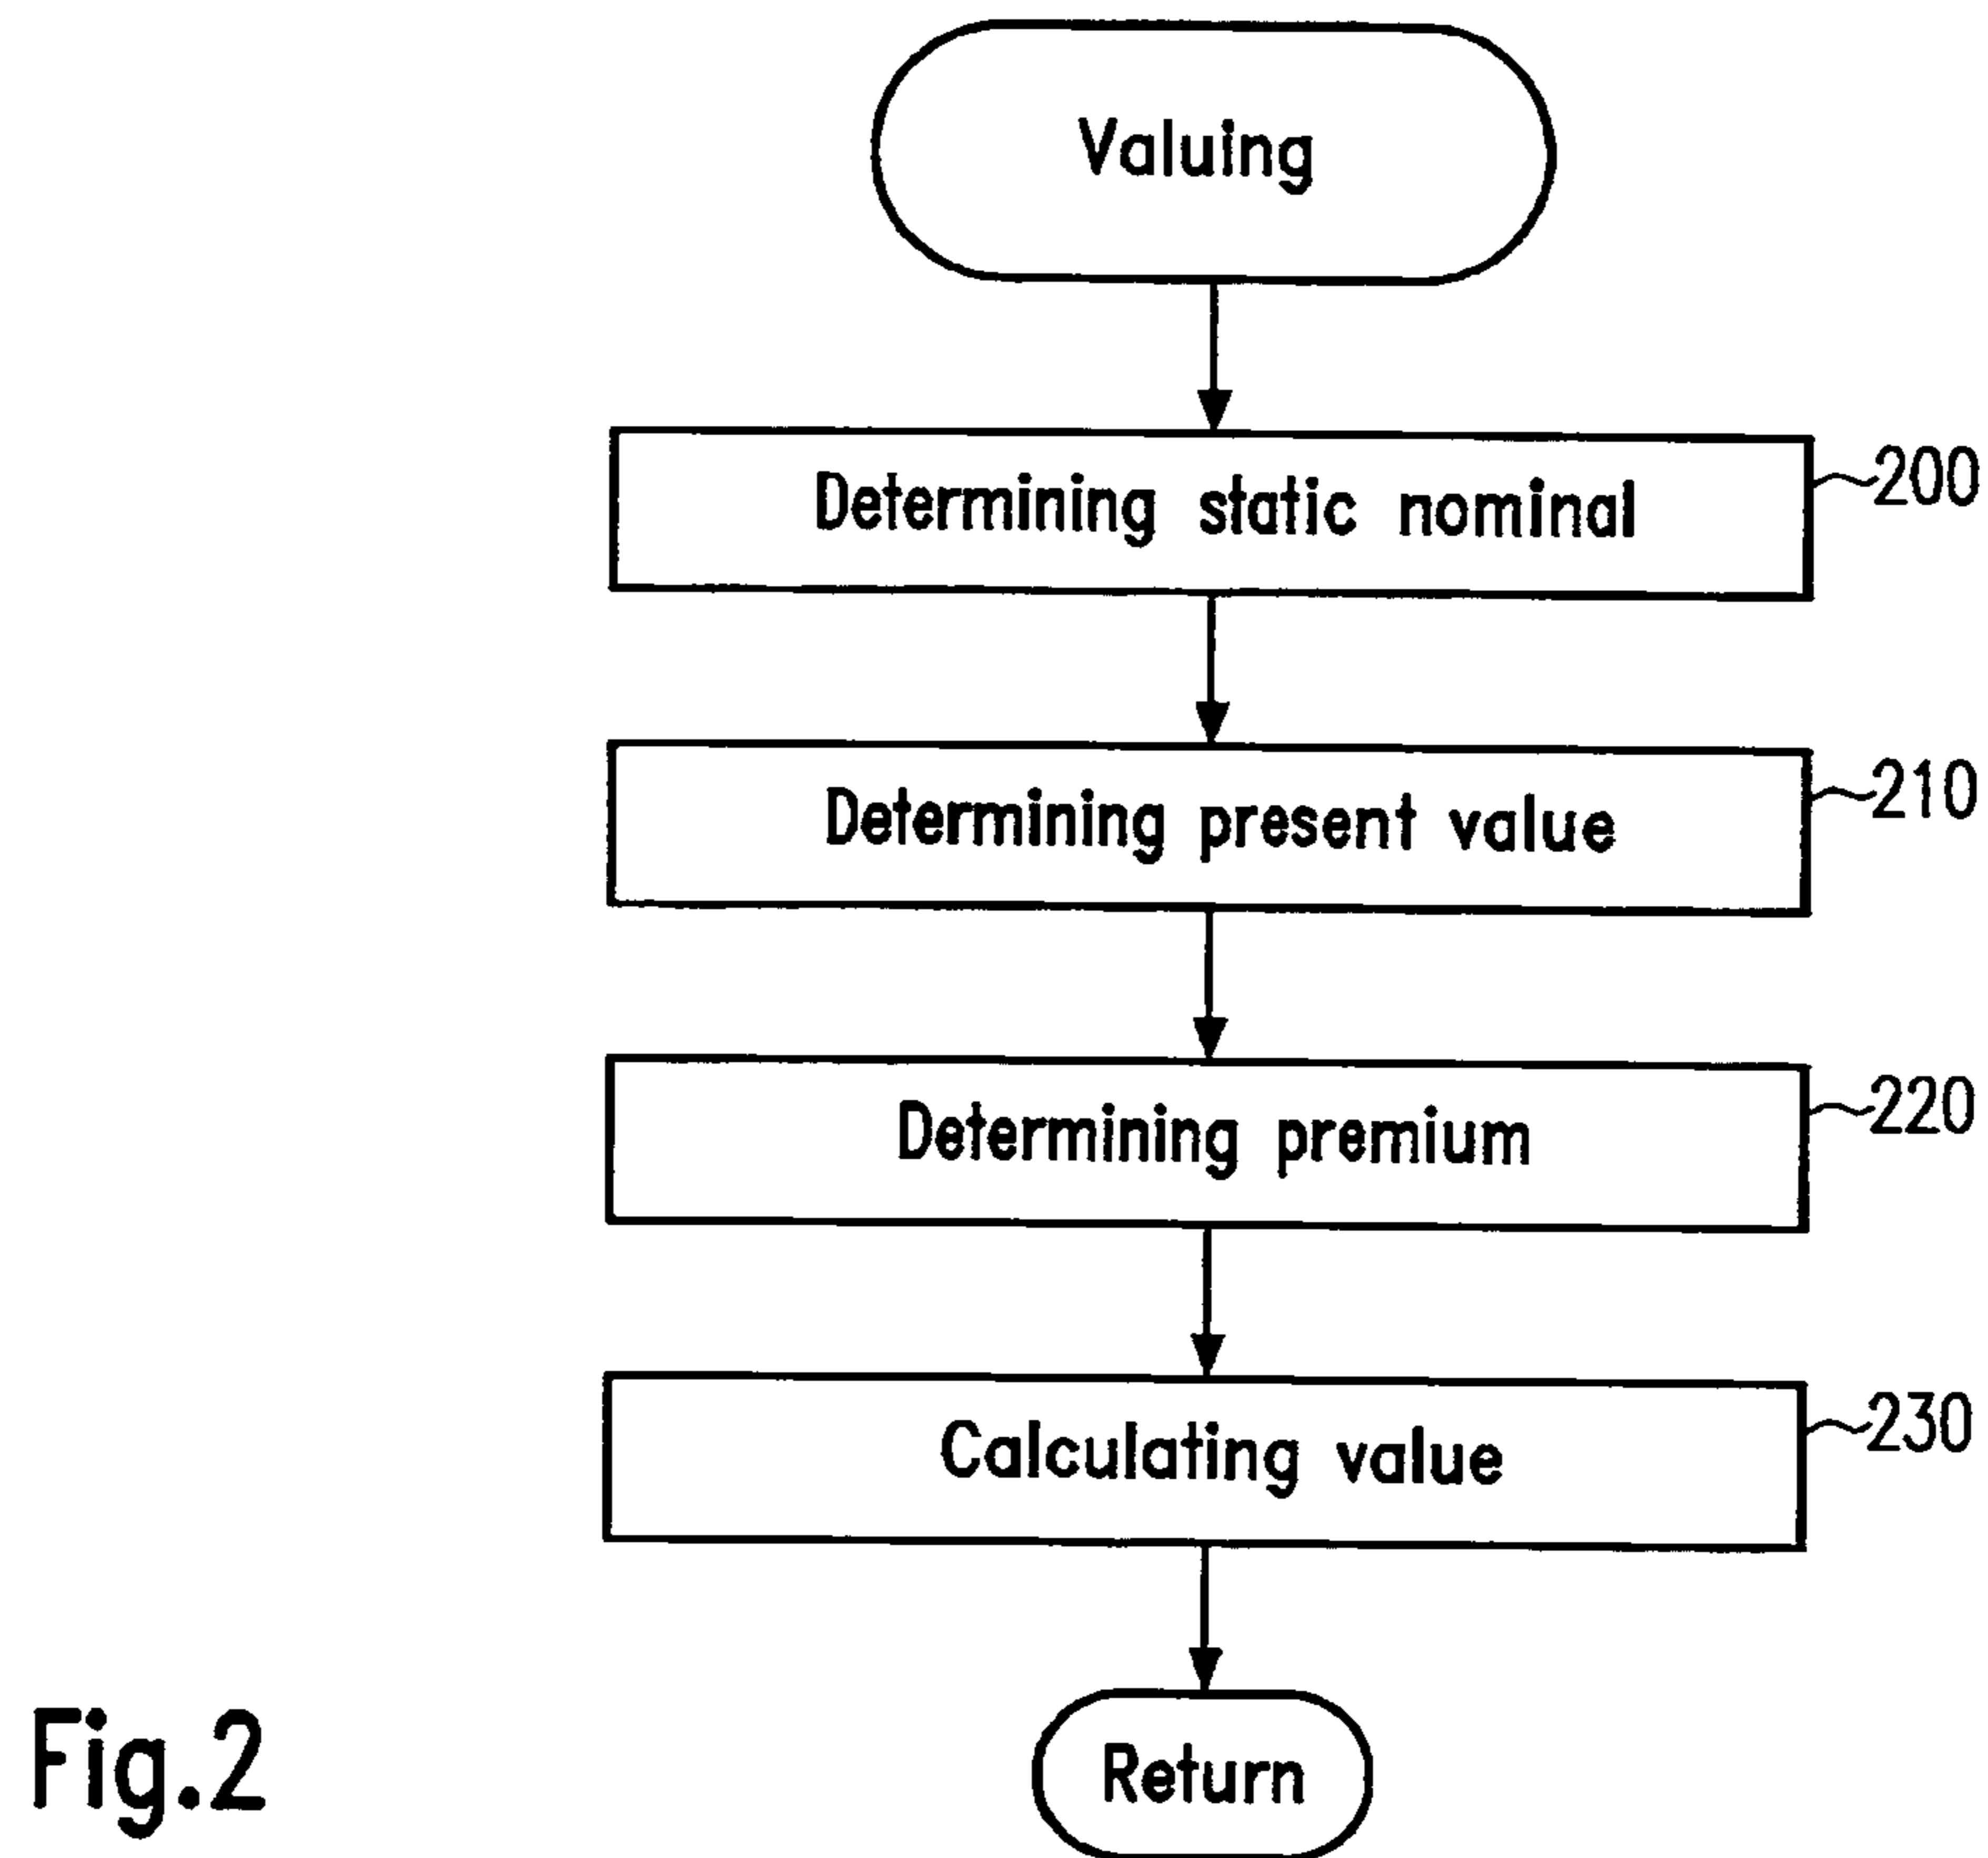 Valuing
Determining static nominal
200
Determining present value
210
Determining premium
220
Calculating value
230
Return
Fig.2